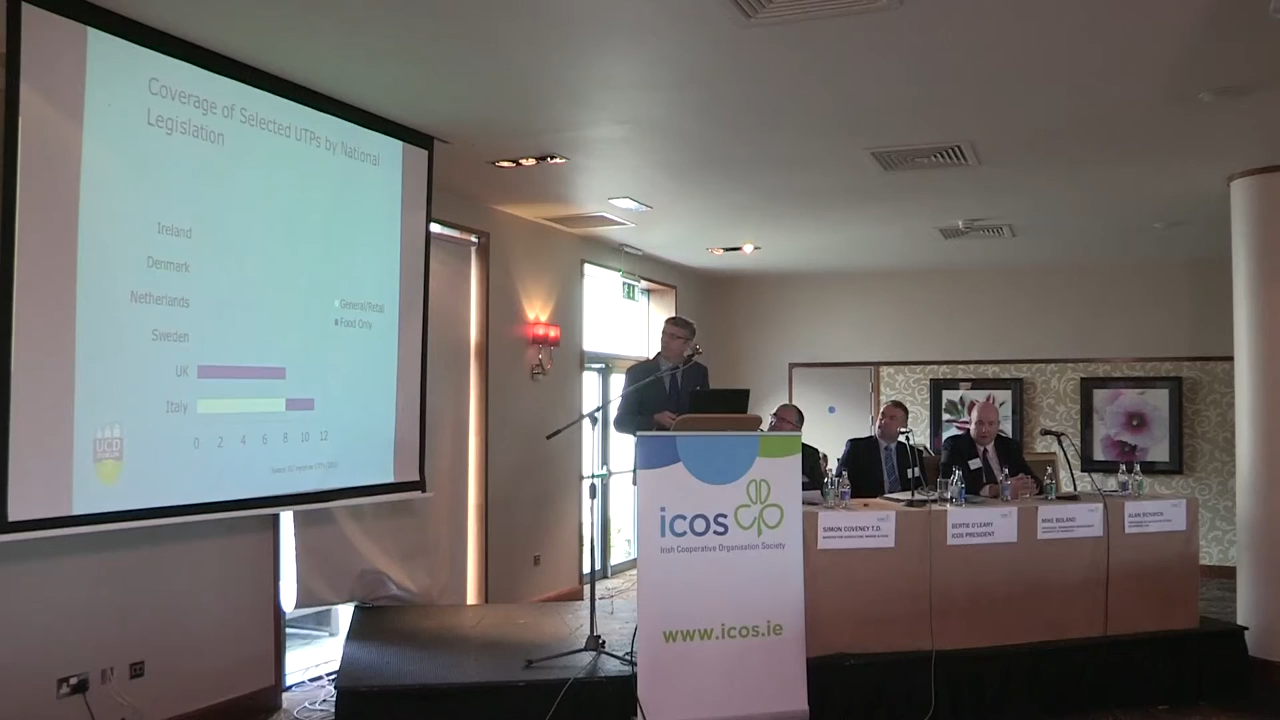 Coverage of Selected UTPs by National
Legislation
Ireland
Denmark
Netherlands
Sweden
UK
Italy
General/Retail
Food Only
0 2 4 6 8 10 12
UCD
icos
Irish Cooperative Organisation Society
www.icos.ie
SIMON COVENEY T.D.
BERTIE O'LEARY
ICOS PRESIDENT
MIKE BOLAND
ALAN